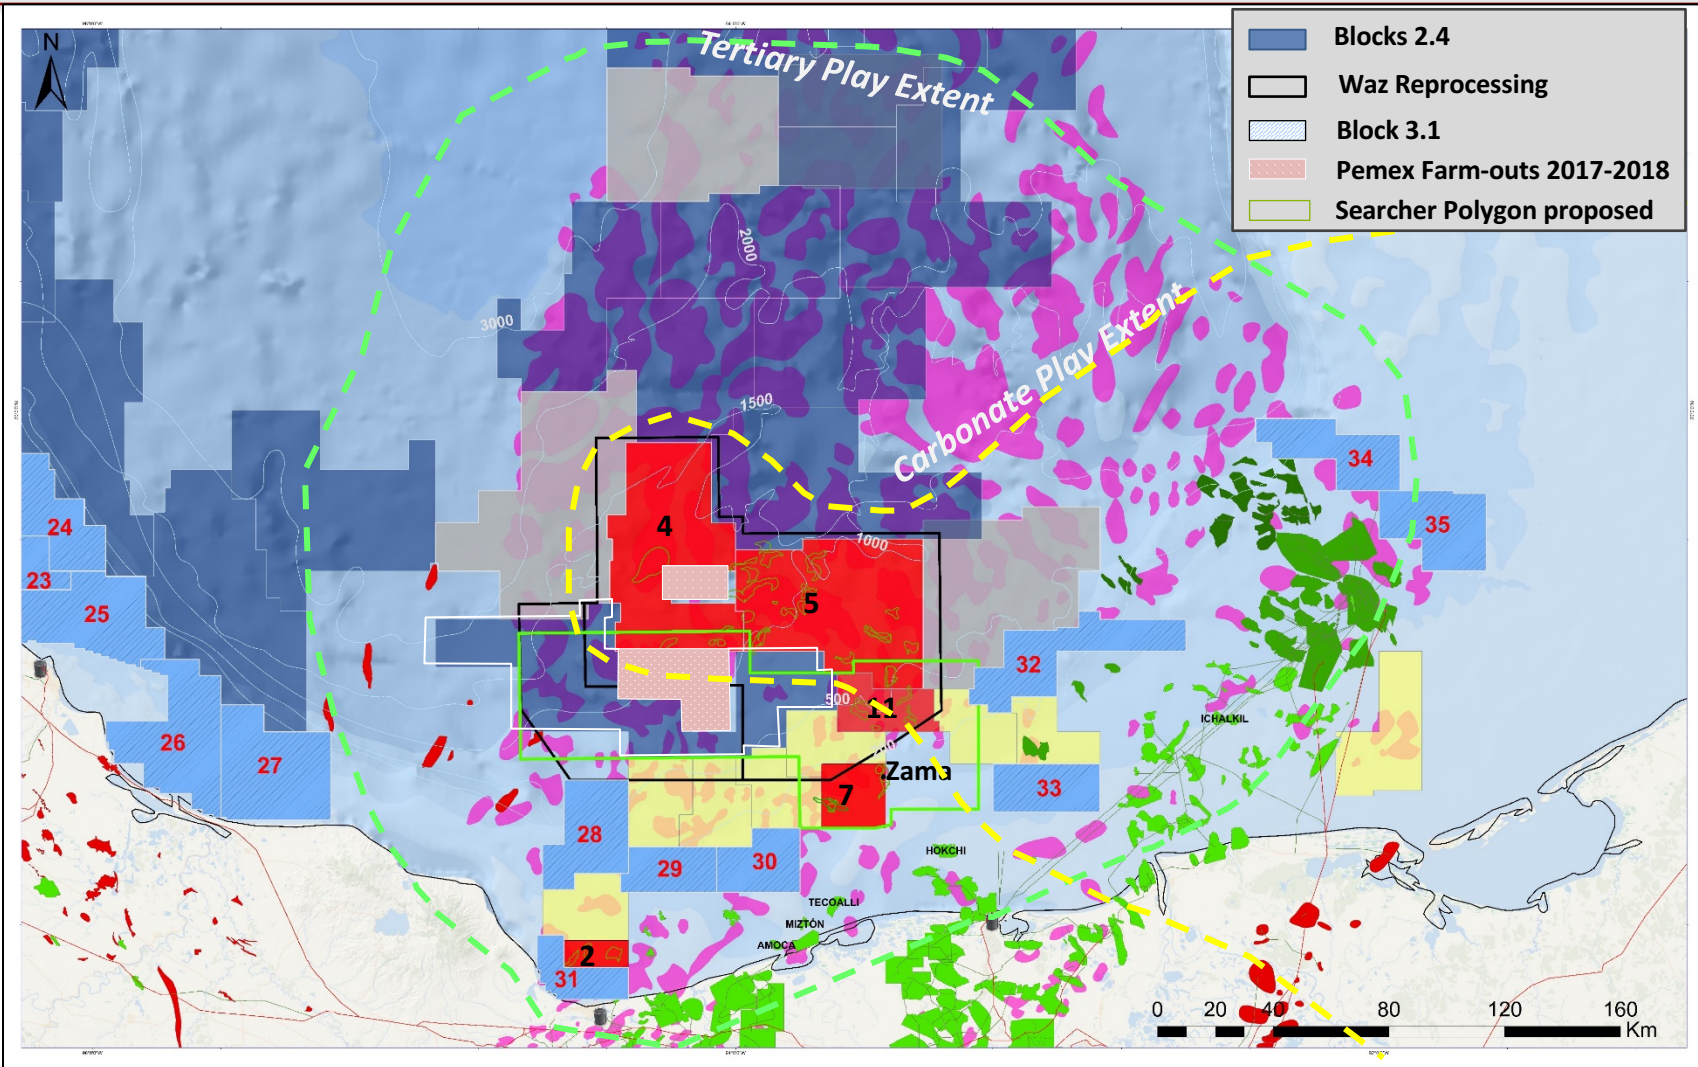 N
Tertiary Play Extent
Blocks 2.4
Waz Reprocessing
Block 3.1
Pemex Farm-outs 2017-2018
Searcher Polygon proposed
2000
3000
Carbonate Play Extent
1500
34
4
35
24
1000
23
5
25
32
500
11
ICHALKIL
26
27
Zama
7
33
28
HOKCHI
29
30
TECOALLI
MIZTÓN
AMOCA
2
31
0 20 40 80 120 160
Km